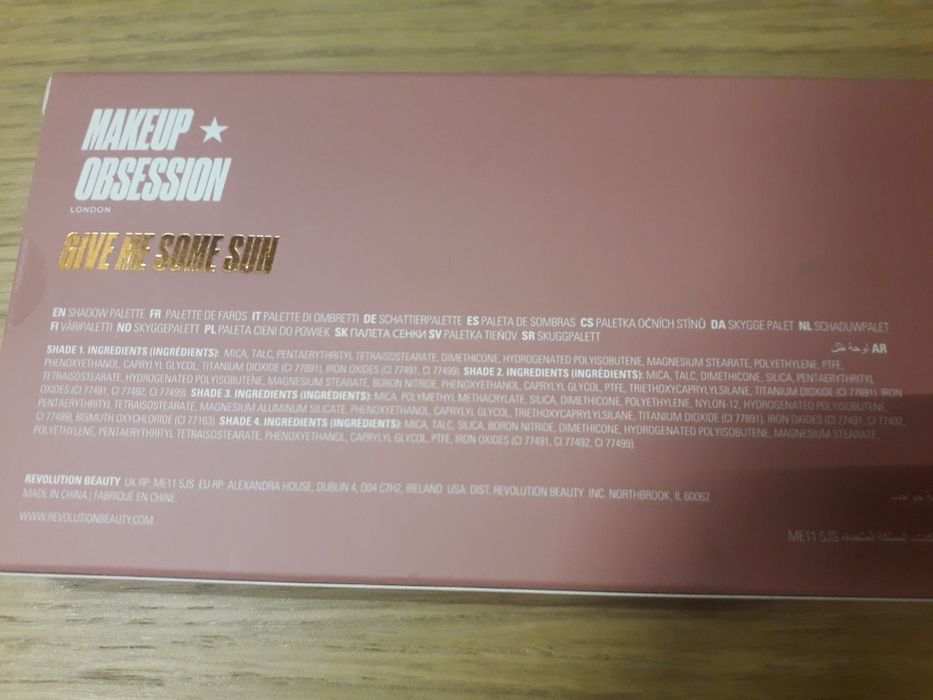 MAKEUP ★
OBSESSION
LONDON
GIVE ME SOME SUN
EN SHADOW PALETTE FR PALETTE DE FARDS IT PALETTE DI OMBRETTI DE SCHATTIERPALETTE ES PALETA DE SOMBRAS CS PALETKA OČNÍCH STÍNŮ DA SKYGGE PALET NL SCHADUWPALET
FI VÄRIPALETTI NO SKYGGEPALETT PL PALETA CIENI DO POWIEK SK ПАЛЕТА СЕНКИ SV PALETKA TIEŇOV SR SKUGGPALETT
AR لوحة ظل
SHADE 1. INGREDIENTS (INGRÉDIENTS): MICA, TALC, PENTAERYTHRITYL TETRAISOSTEARATE, DIMETHICONE, HYDROGENATED POLYISOBUTENE, MAGNESIUM STEARATE, POLYETHYLENE, PTFE,
PHENOXYETHANOL, CAPRYLYL GLYCOL, TITANIUM DIOXIDE (CI 77891), IRON OXIDES (CI 77491, CI 77499). SHADE 2. INGREDIENTS (INGRÉDIENTS): MICA, TALC, DIMETHICONE, SILICA, PENTAERYTHRITYL
TETRAISOSTEARATE, HYDROGENATED POLYISOBUTENE, MAGNESIUM STEARATE, BORON NITRIDE, PHENOXYETHANOL, CAPRYLYL GLYCOL, PTFE, TRIETHOXYCAPRYLYLSILANE, TITANIUM DIOXIDE (CI 77891), IRON
OXIDES (CI 77491, CI 77492, CI 77499). SHADE 3. INGREDIENTS (INGRÉDIENTS): MICA, POLYMETHYL METHACRYLATE, SILICA, DIMETHICONE, POLYETHYLENE, NYLON-12, HYDROGENATED POLYISOBUTENE,
PENTAERYTHRITYL TETRAISOSTEARATE, MAGNESIUM ALUMINUM SILICATE, PHENOXYETHANOL, CAPRYLYL GLYCOL, TRIETHOXYCAPRYLYLSILANE, TITANIUM DIOXIDE (CI 77891), IRON OXIDES (CI 77491, CI 77492,
CI 77499), BISMUTH OXYCHLORIDE (CI 77163). SHADE 4. INGREDIENTS (INGRÉDIENTS): MICA, TALC, SILICA, BORON NITRIDE, DIMETHICONE, HYDROGENATED POLYISOBUTENE, MAGNESIUM STEARATE,
POLYETHYLENE, PENTAERYTHRITYL TETRAISOSTEARATE, PHENOXYETHANOL, CAPRYLYL GLYCOL, PTFE, IRON OXIDES (CI 77491, CI 77492, CI 77499).
REVOLUTION BEAUTY UK RP: ME11 5JS EU RP: ALEXANDRA HOUSE, DUBLIN 4, D04 C7H2, IRELAND USA: DIST. REVOLUTION BEAUTY INC. NORTHBROOK, IL 60062
MADE IN CHINA | FABRIQUÉ EN CHINE.
حواجب
WWW.REVOLUTIONBEAUTY.COM
المملكة المتحدة، ME11 5JS